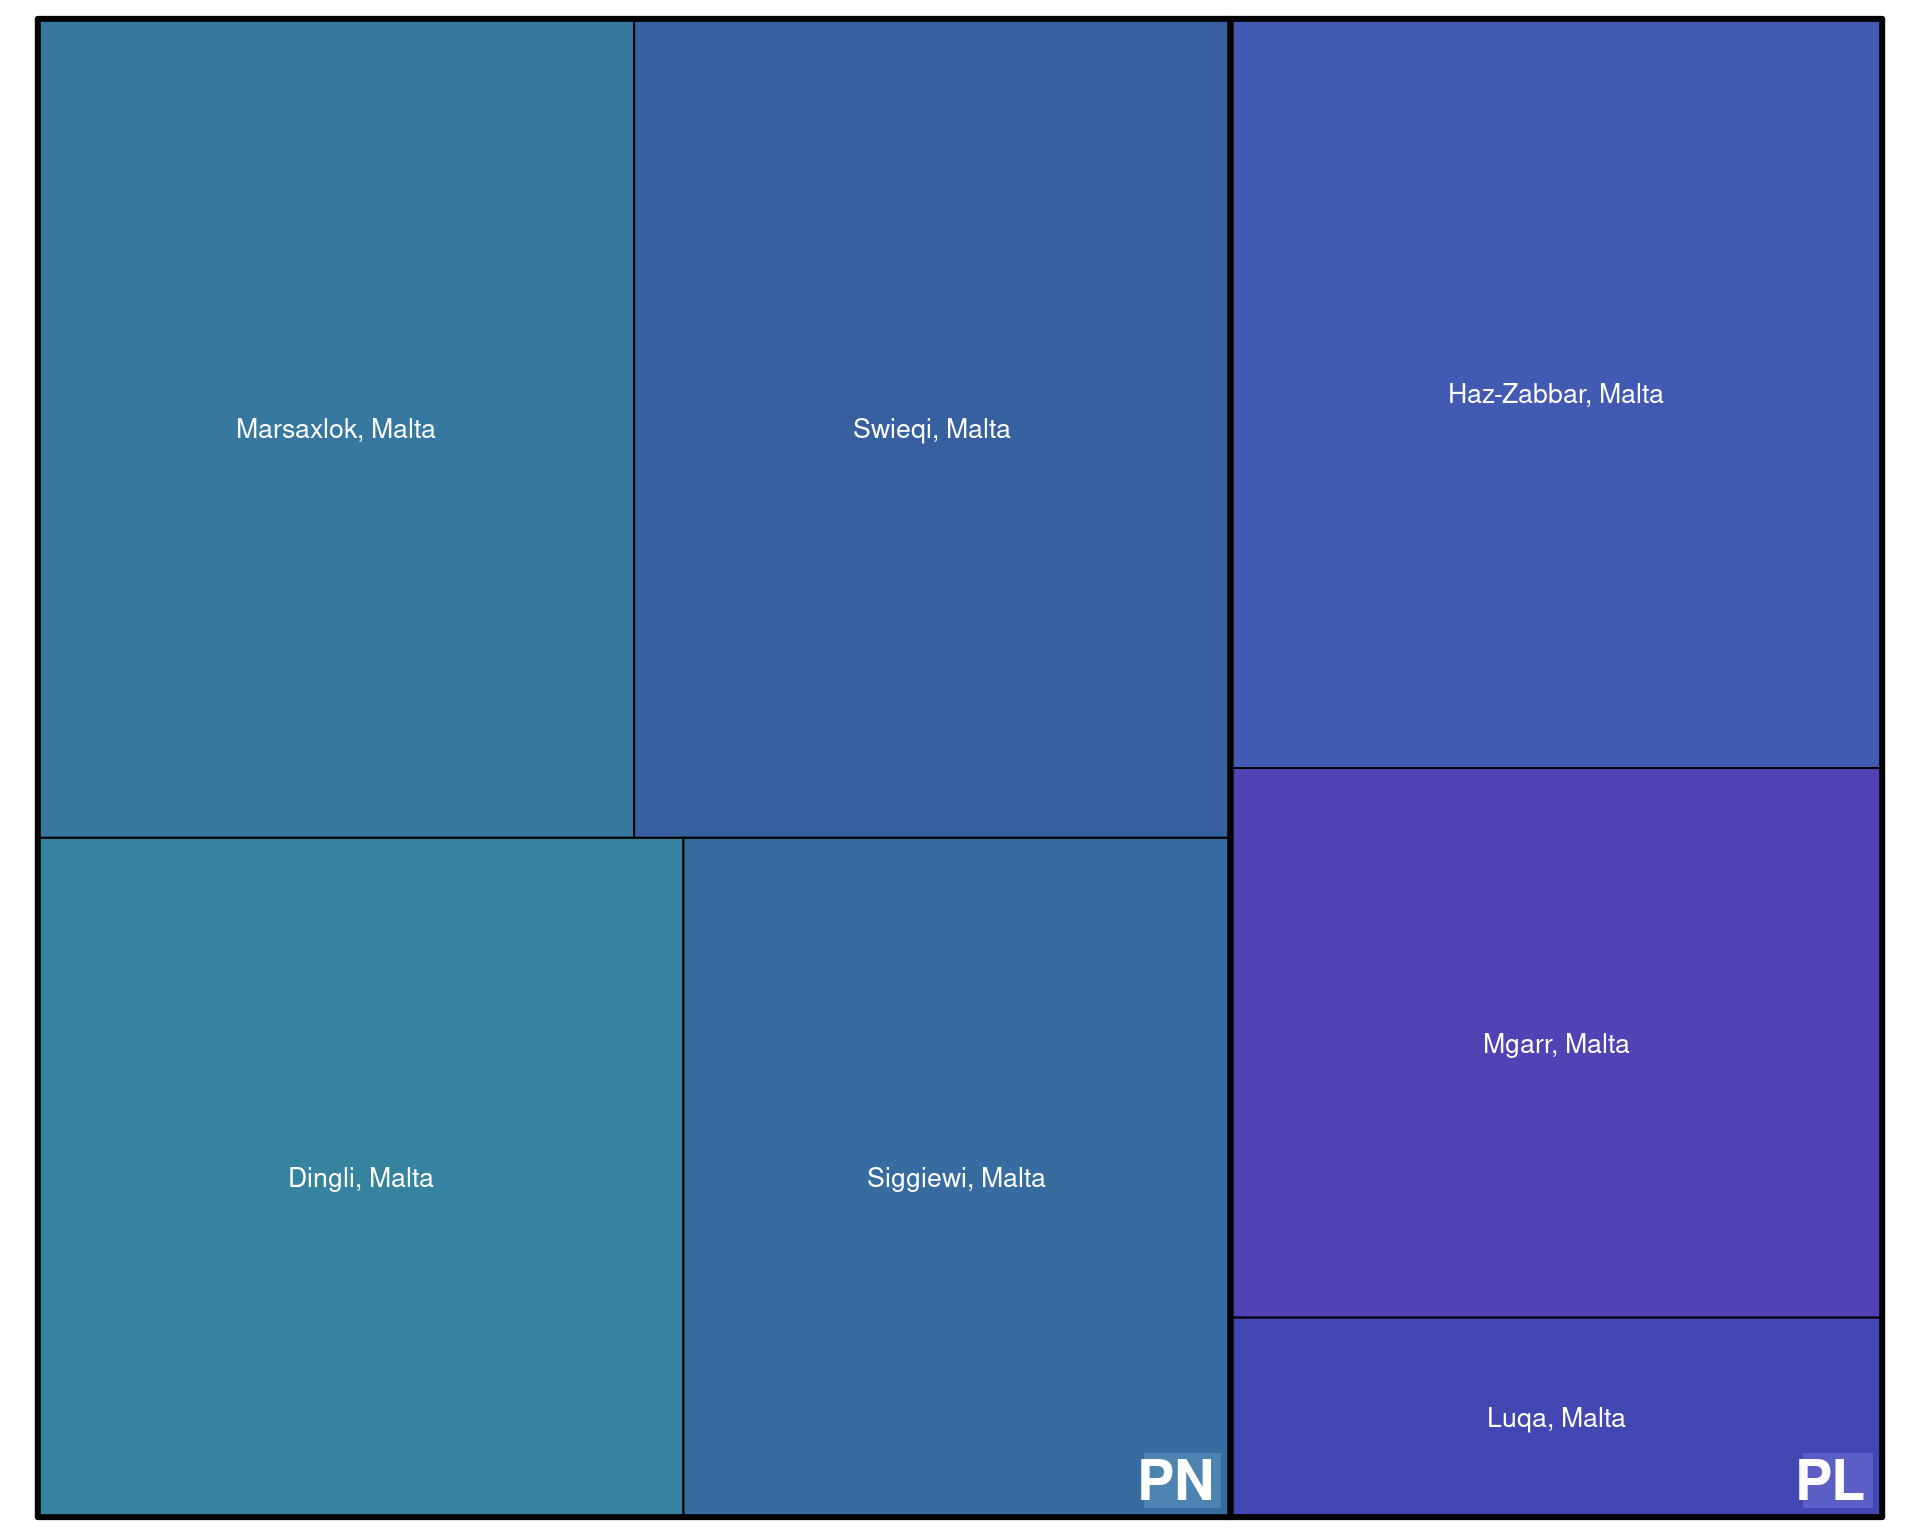 Marsaxlok, Malta
Swieqi, Malta
Haz-Zabbar, Malta
Mgarr, Malta
Dingli, Malta
Siggiewi, Malta
Luqa, Malta
PN
PL